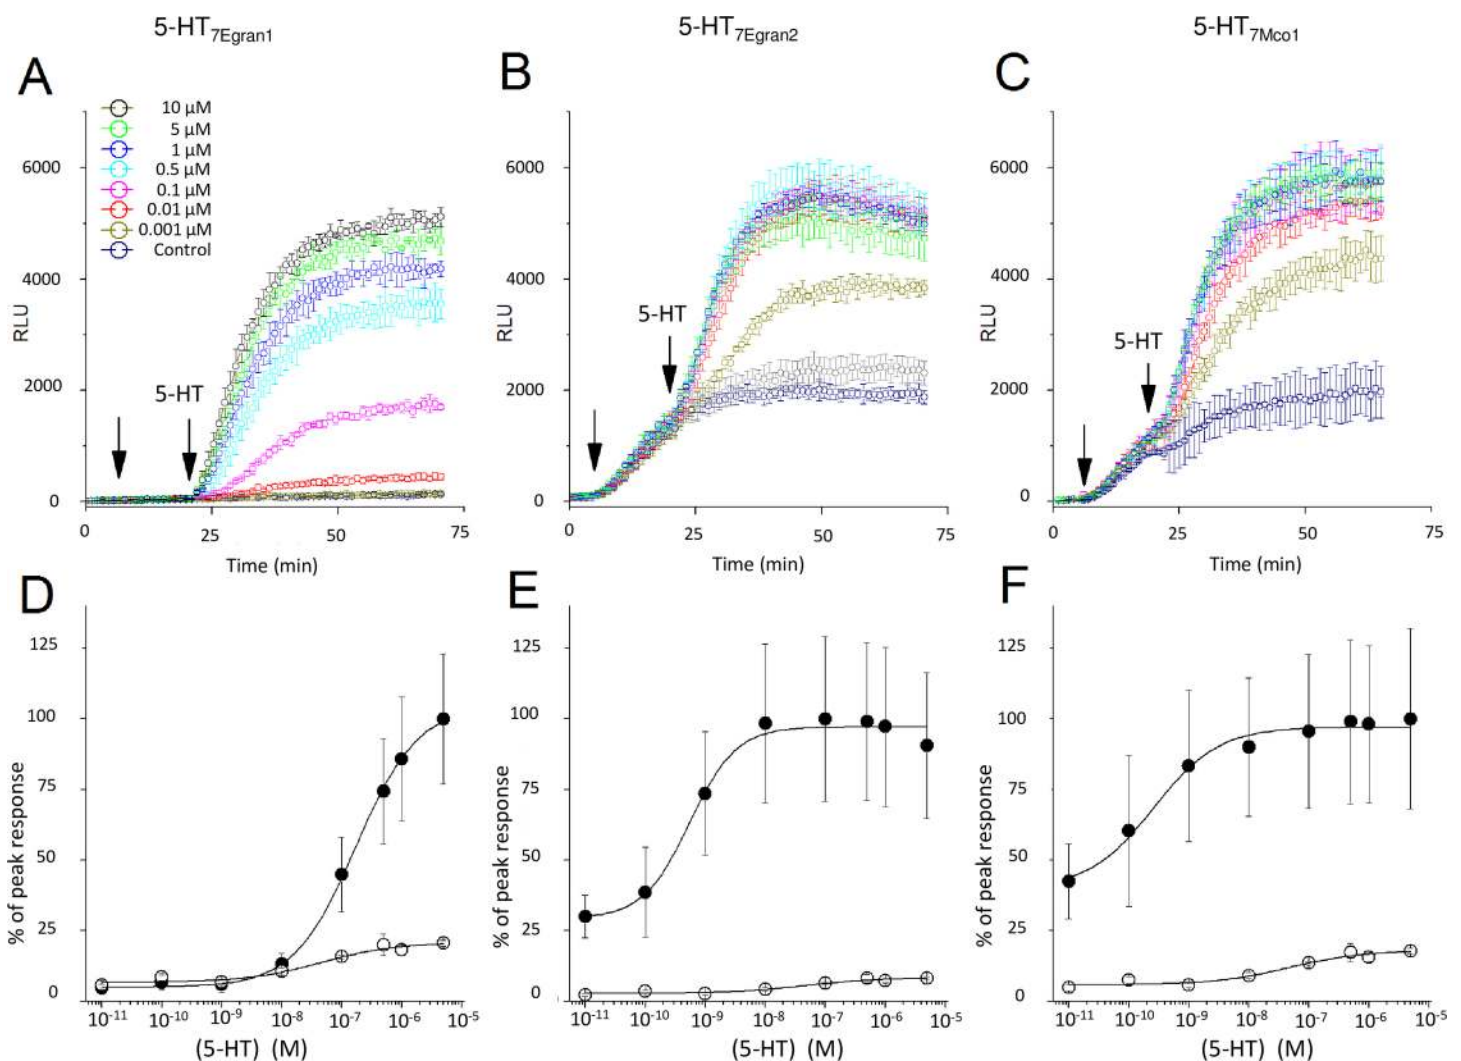 5-HT7Egran1
5-HT7Egran2
5-HT7Mco1
A
10 µM
5 µM
1 µM
0.5 µM
0.1 µM
0.01 µM
0.001 µM
Control
6000
4000
2000
0
RLU
5-HT
0
25
50
75
Time (min)
B
6000
4000
2000
0
RLU
5-HT
0
25
50
75
Time (min)
C
6000
4000
2000
0
RLU
5-HT
0
25
50
75
Time (min)
D
125
100
75
50
25
0
% of peak response
10-11
10-10
10-9
10-8
10-7
10-6
10-5
(5-HT) (M)
E
125
100
75
50
25
0
% of peak response
10-11
10-10
10-9
10-8
10-7
10-6
10-5
(5-HT) (M)
F
125
100
75
50
25
0
% of peak response
10-11
10-10
10-9
10-8
10-7
10-6
10-5
(5-HT) (M)